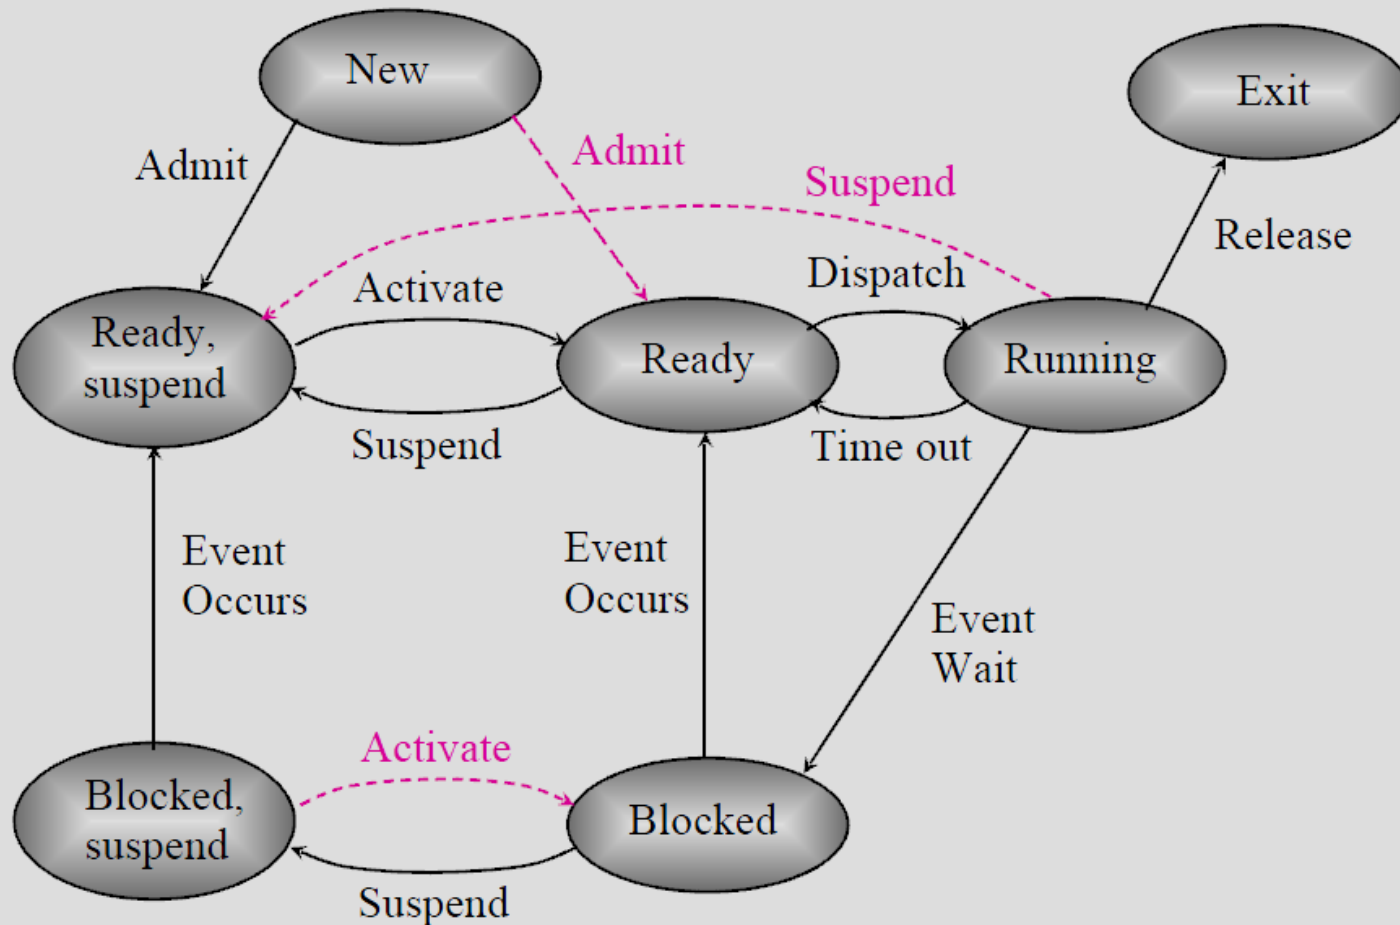 New
Exit
Admit
Admit
Suspend
Release
Activate
Dispatch
Ready,
suspend
Ready
Running
Suspend
Time out
Event
Occurs
Event
Occurs
Event
Wait
Activate
Blocked,
suspend
Blocked
Suspend